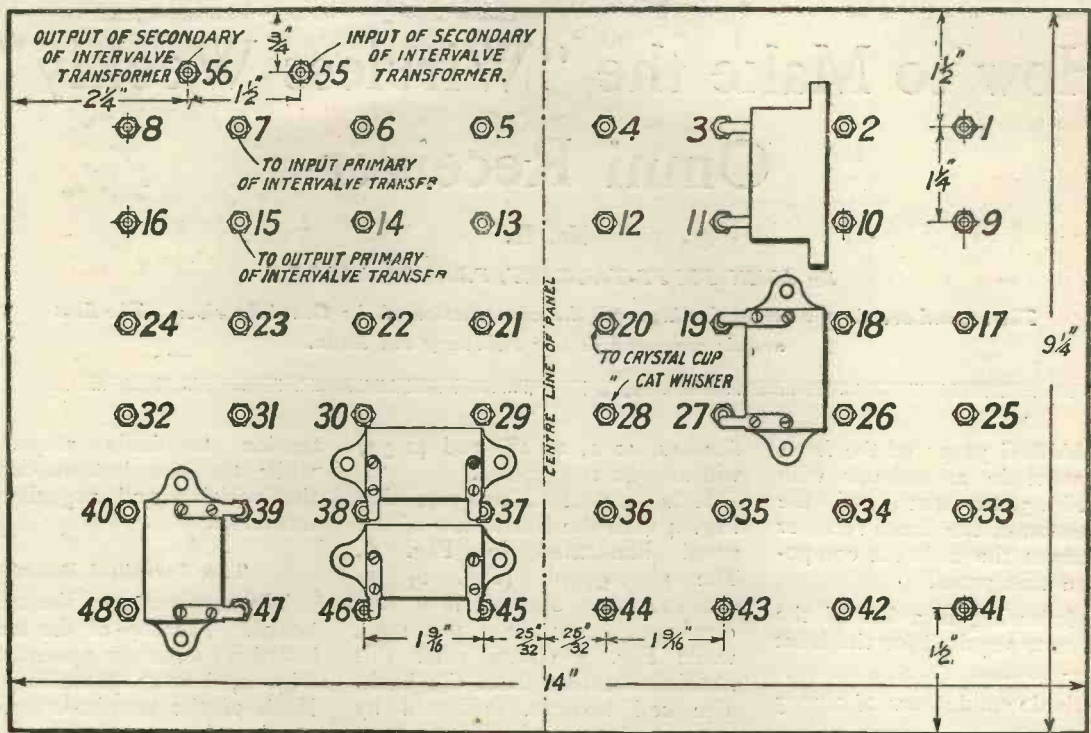 OUTPUT OF SECONDARY
OF INTERVALVE
TRANSFORMER
56
55
INPUT OF SECONDARY
OF INTERVALVE
TRANSFORMER.
3/4"
2 1/4"
1 1/2"
1 1/2"
8 7 6 5 4 3 2 1
TO INPUT PRIMARY
OF INTERVALVE TRANSFR
1 1/4"
16 15 14 13 12 11 10 9
TO OUTPUT PRIMARY
OF INTERVALVE TRANSFR
CENTRE LINE OF PANEL
24 23 22 21 20 19 18 17
TO CRYSTAL CUP
" CAT WHISKER
9 1/4"
32 31 30 29 28 27 26 25
40 39 38 37 36 35 34 33
48 47 46 45 44 43 42 41
1 9/16" 25/32" 25/32" 1 9/16"
1 1/2"
14"